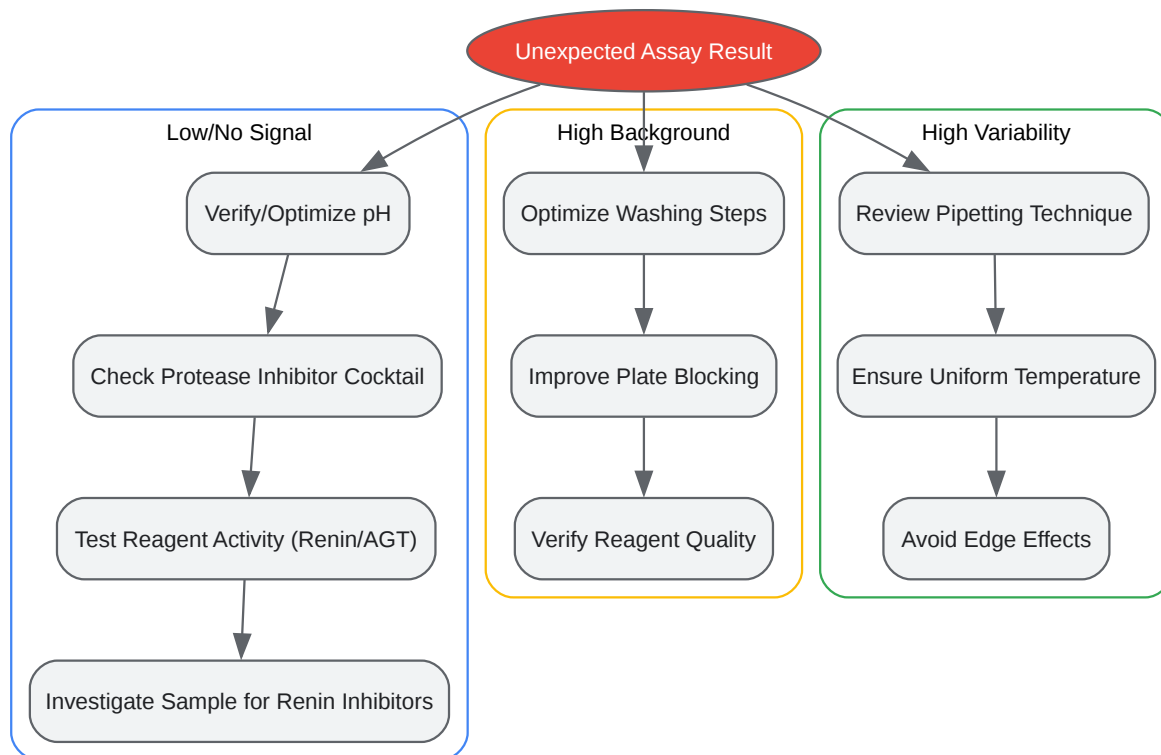 Unexpected Assay Result
Low/No Signal
Verify/Optimize pH
Check Protease Inhibitor Cocktail
Test Reagent Activity (Renin/AGT)
Investigate Sample for Renin Inhibitors
High Background
Optimize Washing Steps
Improve Plate Blocking
Verify Reagent Quality
High Variability
Review Pipetting Technique
Ensure Uniform Temperature
Avoid Edge Effects